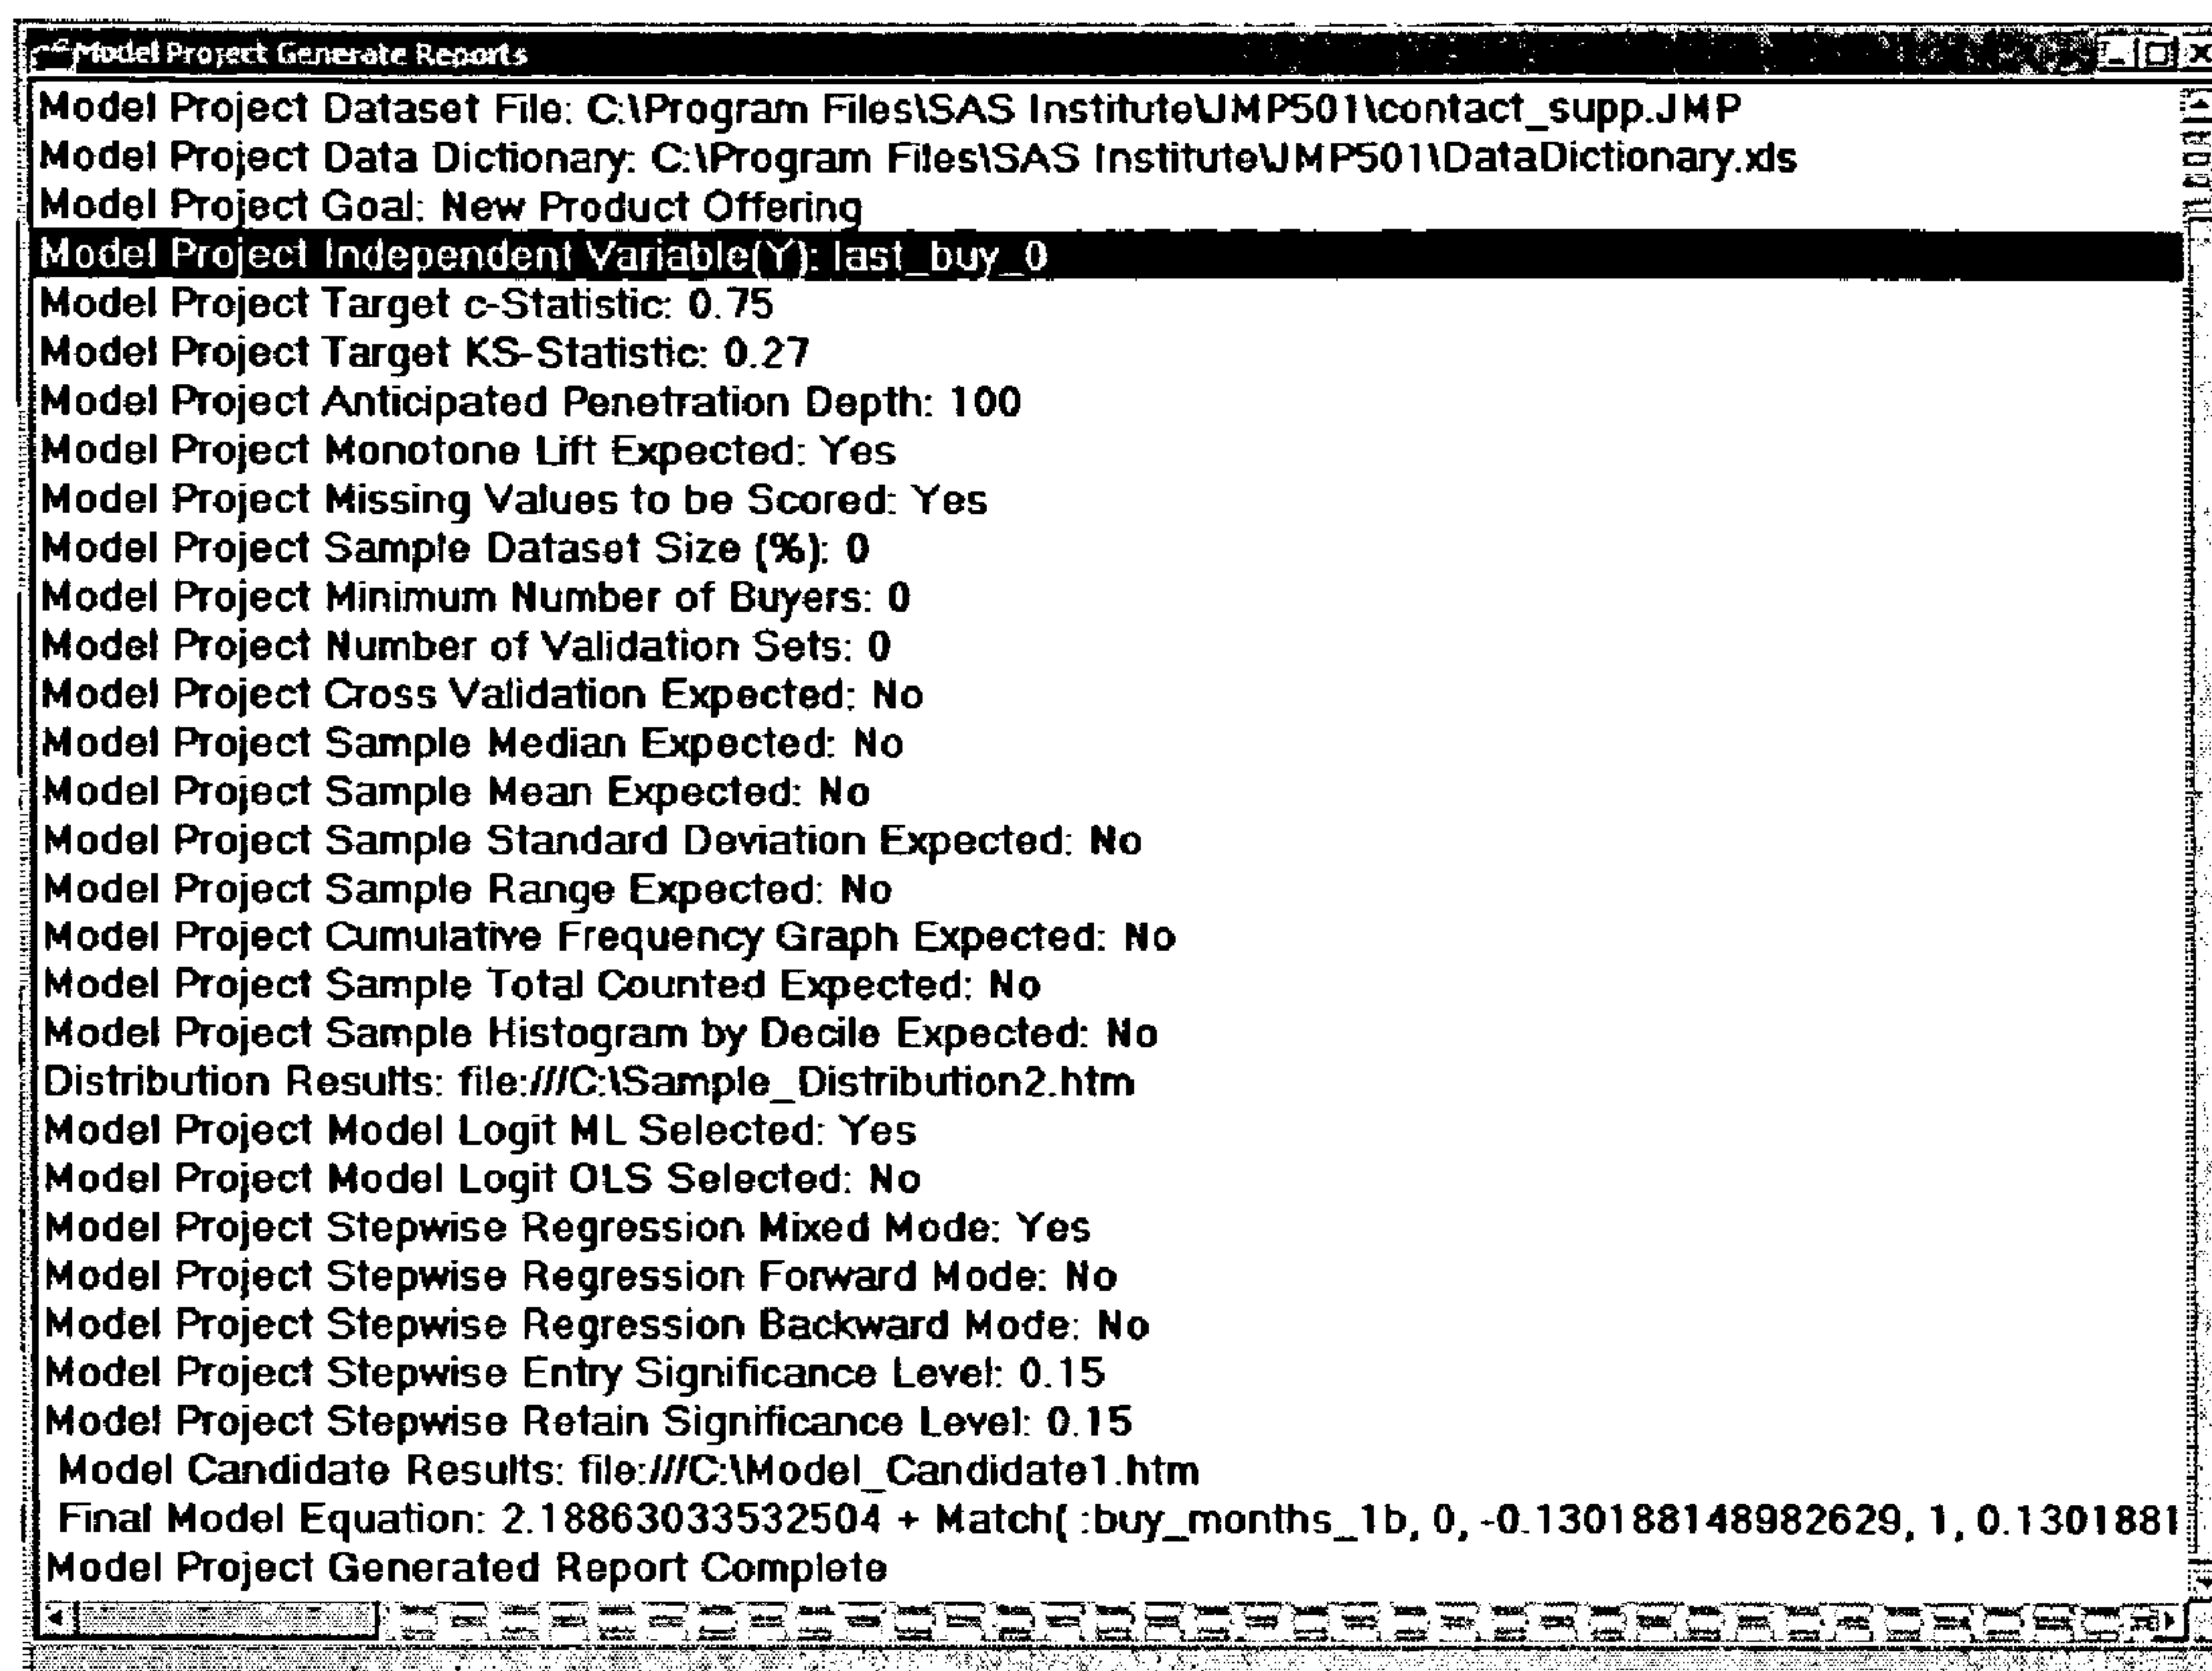 Model Project Generate Reports
Model Project Dataset File: C:\Program Files\SAS Institute\JMP501\contact_supp.JMP
Model Project Data Dictionary: C:\Program Files\SAS Institute\JMP501\DataDictionary.xls
Model Project Goal: New Product Offering
Model Project Independent Variable(Y): last_buy_0
Model Project Target c-Statistic: 0.75
Model Project Target KS-Statistic: 0.27
Model Project Anticipated Penetration Depth: 100
Model Project Monotone Lift Expected: Yes
Model Project Missing Values to be Scored: Yes
Model Project Sample Dataset Size (%): 0
Model Project Minimum Number of Buyers: 0
Model Project Number of Validation Sets: 0
Model Project Cross Validation Expected: No
Model Project Sample Median Expected: No
Model Project Sample Mean Expected: No
Model Project Sample Standard Deviation Expected: No
Model Project Sample Range Expected: No
Model Project Cumulative Frequency Graph Expected: No
Model Project Sample Total Counted Expected: No
Model Project Sample Histogram by Decile Expected: No
Distribution Results: file:///C:\Sample_Distribution2.htm
Model Project Model Logit ML Selected: Yes
Model Project Model Logit OLS Selected: No
Model Project Stepwise Regression Mixed Mode: Yes
Model Project Stepwise Regression Forward Mode: No
Model Project Stepwise Regression Backward Mode: No
Model Project Stepwise Entry Significance Level: 0.15
Model Project Stepwise Retain Significance Level: 0.15
Model Candidate Results: file:///C:\Model_Candidate1.htm
Final Model Equation: 2.18863033532504 + Match( :buy_months_1b, 0, -0.130188148982629, 1, 0.1301881
Model Project Generated Report Complete